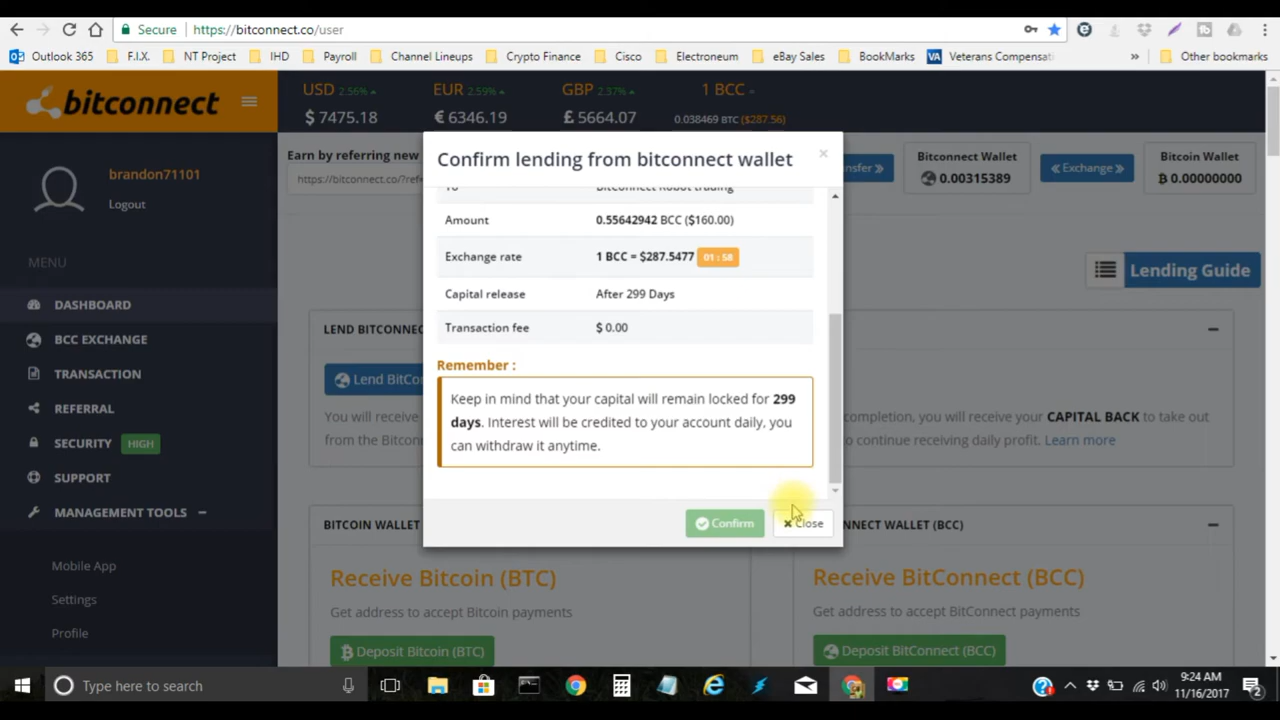 Secure https://bitconnect.co/user
Outlook 365 F.I.X. NT Project IHD Payroll Channel Lineups Crypto Finance Cisco Electroneum eBay Sales BookMarks VA Veterans Compensati » Other bookmarks
bitconnect
USD 2.56% EUR 2.59% GBP 2.37% 1 BCC
$ 7475.18 € 6346.19 £ 5664.07 0.038469 BTC ($287.56)
brandon71101
Logout
Earn by referring new
https://bitconnect.co/?ref
Bitconnect Wallet
0.00315389
«Exchange»
Bitcoin Wallet
0.00000000
MENU
DASHBOARD
BCC EXCHANGE
TRANSACTION
REFERRAL
SECURITY HIGH
SUPPORT
MANAGEMENT TOOLS
Mobile App
Settings
Profile
Lending Guide
LEND BITCONNE
Lend BitCo
You will receive
completion, you will receive your CAPITAL BACK to take out
from the Bitconn
to continue receiving daily profit. Learn more
Confirm lending from bitconnect wallet ×
To BitConnect Robot trading
Amount 0.55642942 BCC ($160.00)
Exchange rate 1 BCC = $287.5477 01 : 58
Capital release After 299 Days
Transaction fee $ 0.00
Remember :
Keep in mind that your capital will remain locked for 299
days. Interest will be credited to your account daily, you
can withdraw it anytime.
Confirm Close
BITCOIN WALLET
Receive Bitcoin (BTC)
Get address to accept Bitcoin payments
Deposit Bitcoin (BTC)
NNECT WALLET (BCC)
Receive BitConnect (BCC)
Get address to accept BitConnect payments
Deposit BitConnect (BCC)
Type here to search
9:24 AM
11/16/2017
2